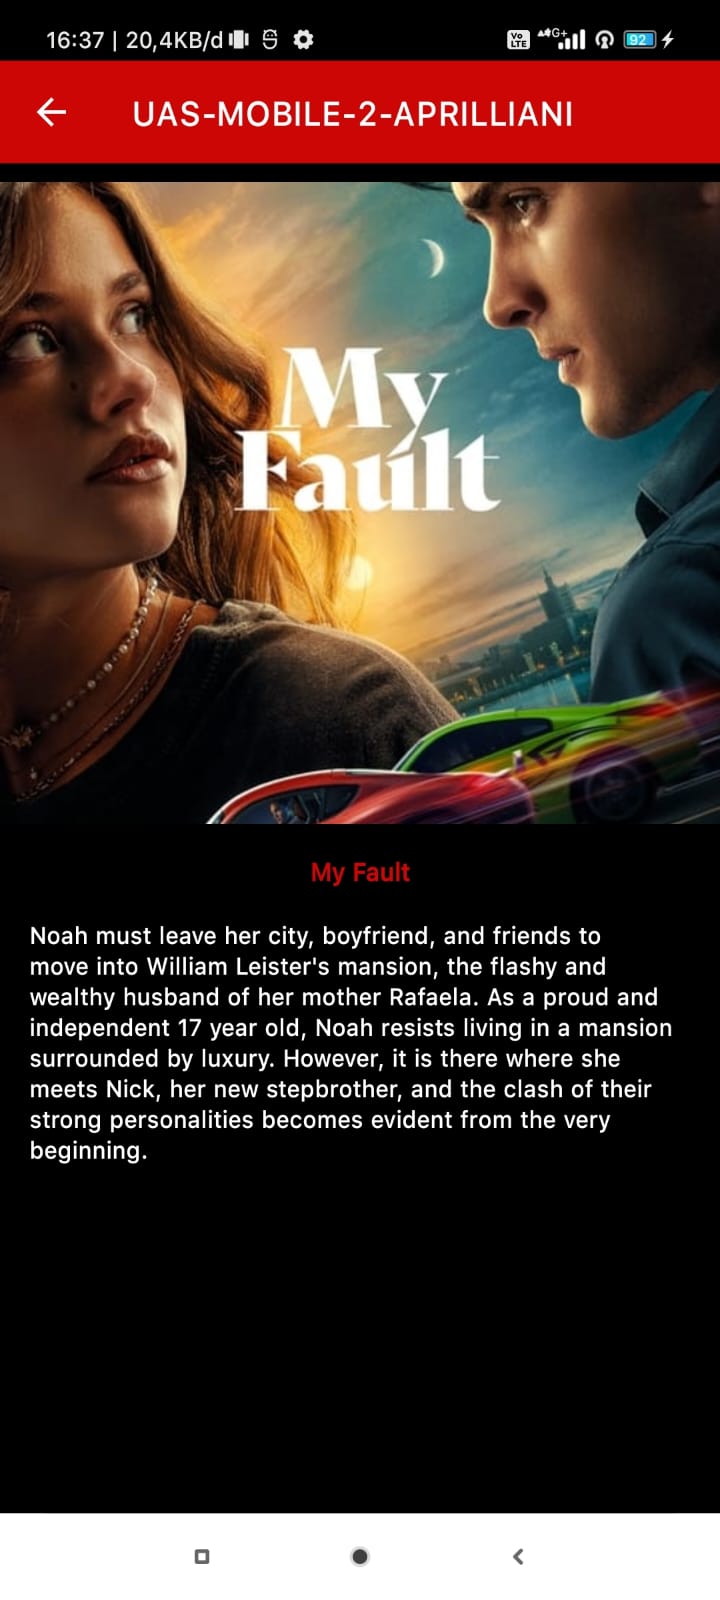 16:37 | 20,4KB/d
Vo LTE 4G+ 92
UAS-MOBILE-2-APRILLIANI
My
Fault
My Fault
Noah must leave her city, boyfriend, and friends to
move into William Leister's mansion, the flashy and
wealthy husband of her mother Rafaela. As a proud and
independent 17 year old, Noah resists living in a mansion
surrounded by luxury. However, it is there where she
meets Nick, her new stepbrother, and the clash of their
strong personalities becomes evident from the very
beginning.